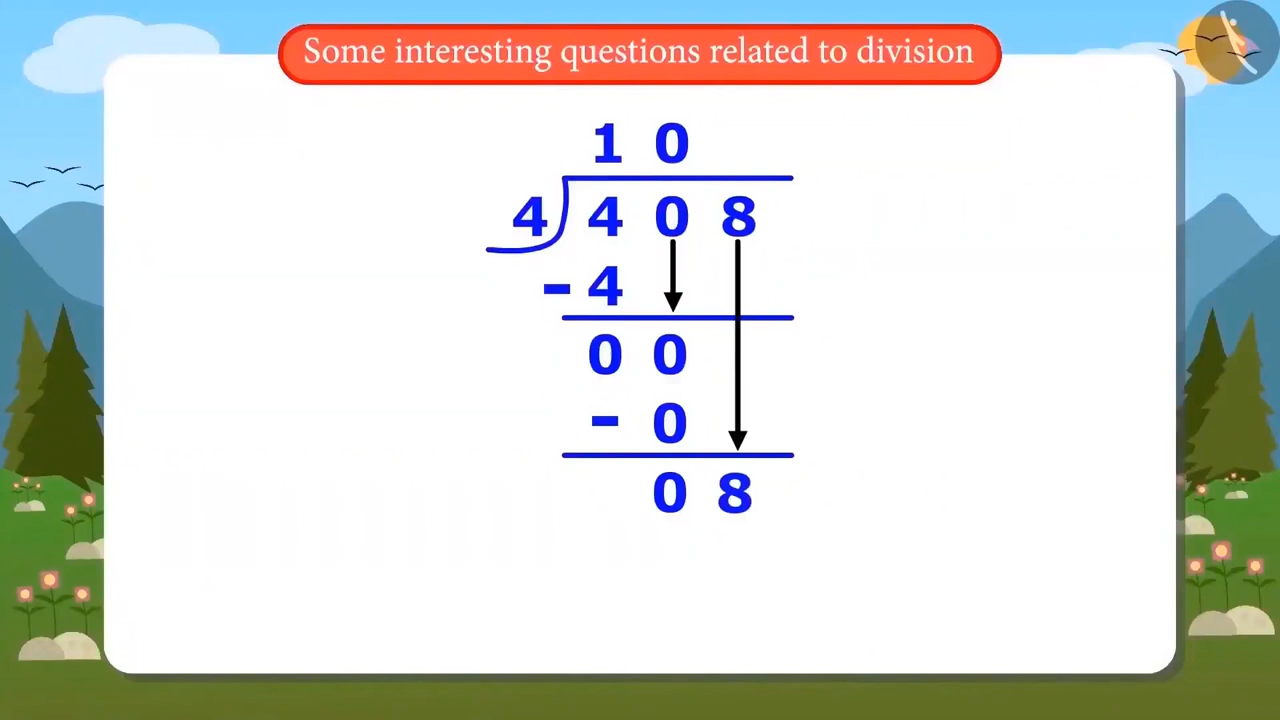 Some interesting questions related to division
1 0
4 4 0 8
- 4
0 0
- 0
0 8